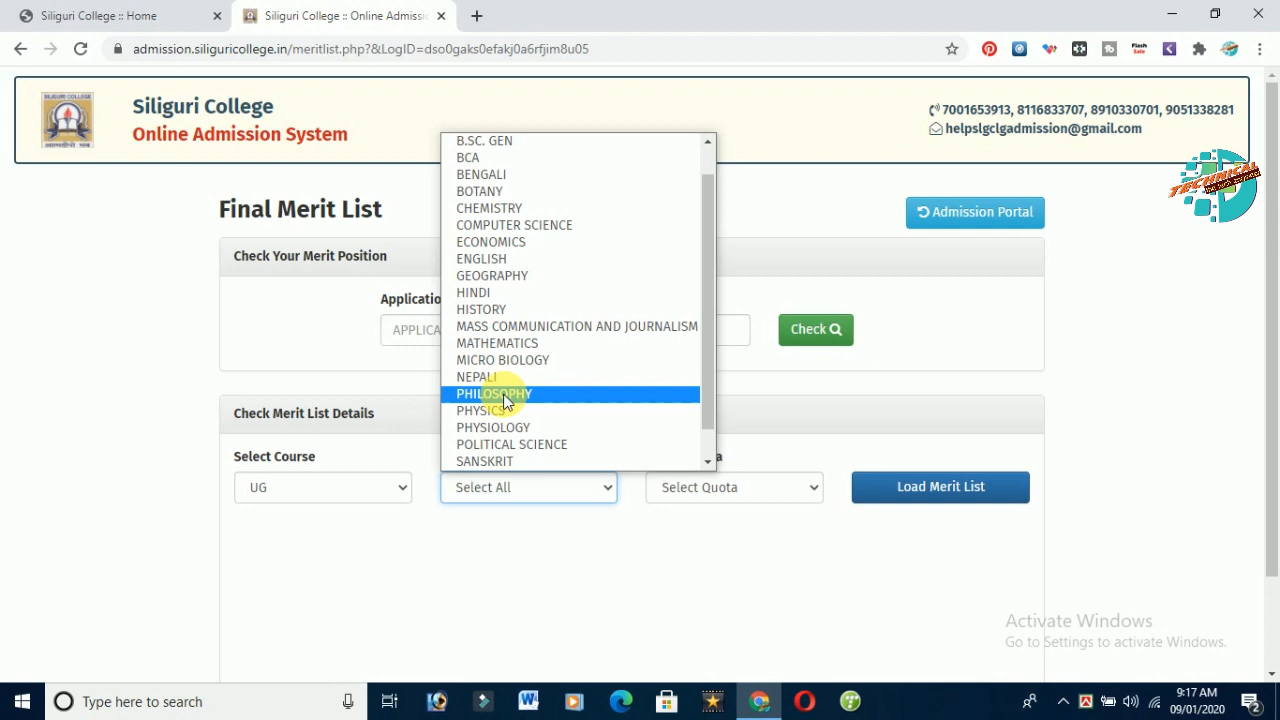 Siliguri College :: Home
Siliguri College :: Online Admissio
admission.siliguricollege.in/meritlist.php?&LogID=dso0gaks0efakj0a6rfjim8u05
Siliguri College
Online Admission System
7001653913, 8116833707, 8910330701, 9051338281
helpslgclgadmission@gmail.com
TECHNICAL
Final Merit List
Admission Portal
Check Your Merit Position
Applicatio
APPLICA
Check
B.SC. GEN
BCA
BENGALI
BOTANY
CHEMISTRY
COMPUTER SCIENCE
ECONOMICS
ENGLISH
GEOGRAPHY
HINDI
HISTORY
MASS COMMUNICATION AND JOURNALISM
MATHEMATICS
MICRO BIOLOGY
NEPALI
PHILOSOPHY
PHYSICS
PHYSIOLOGY
POLITICAL SCIENCE
SANSKRIT
Check Merit List Details
Select Course
a
UG
Select All
Select Quota
Load Merit List
Activate Windows
Go to Settings to activate Windows.
Type here to search
9:17 AM
09/01/2020
2